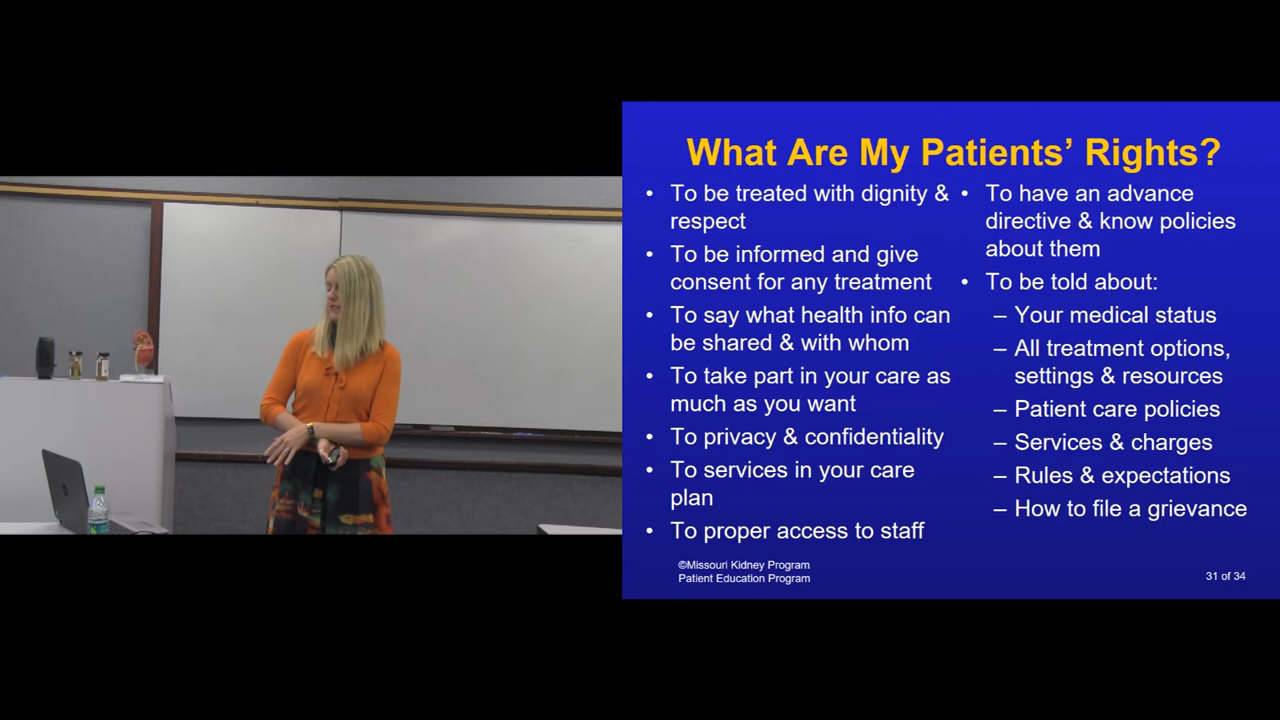 What Are My Patients’ Rights?
• To be treated with dignity &
respect
• To be informed and give
consent for any treatment
• To say what health info can
be shared & with whom
• To take part in your care as
much as you want
• To privacy & confidentiality
• To services in your care
plan
• To proper access to staff
• To have an advance
directive & know policies
about them
• To be told about:
– Your medical status
– All treatment options,
settings & resources
– Patient care policies
– Services & charges
– Rules & expectations
– How to file a grievance
©Missouri Kidney Program
Patient Education Program
31 of 34